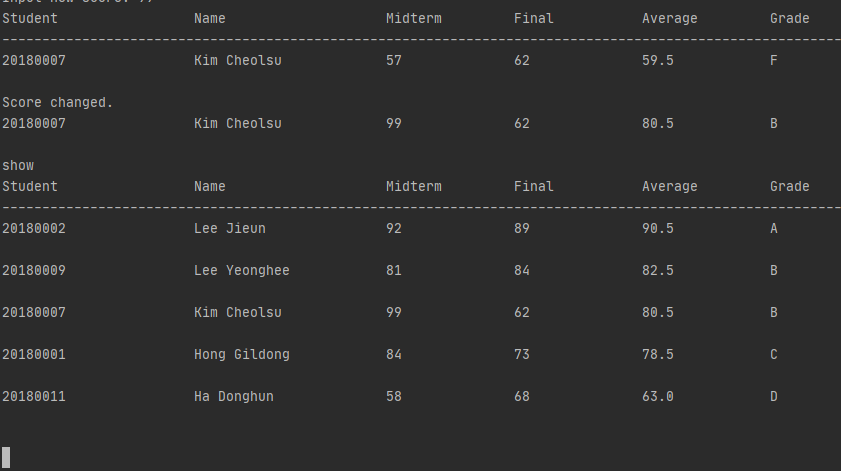 Student Name Midterm Final Average Grade
---------------------------------------------------------------------------------------------------------
20180007 Kim Cheolsu 57 62 59.5 F
Score changed.
20180007 Kim Cheolsu 99 62 80.5 B
show
Student Name Midterm Final Average Grade
---------------------------------------------------------------------------------------------------------
20180002 Lee Jieun 92 89 90.5 A
20180009 Lee Yeonghee 81 84 82.5 B
20180007 Kim Cheolsu 99 62 80.5 B
20180001 Hong Gildong 84 73 78.5 C
20180011 Ha Donghun 58 68 63.0 D